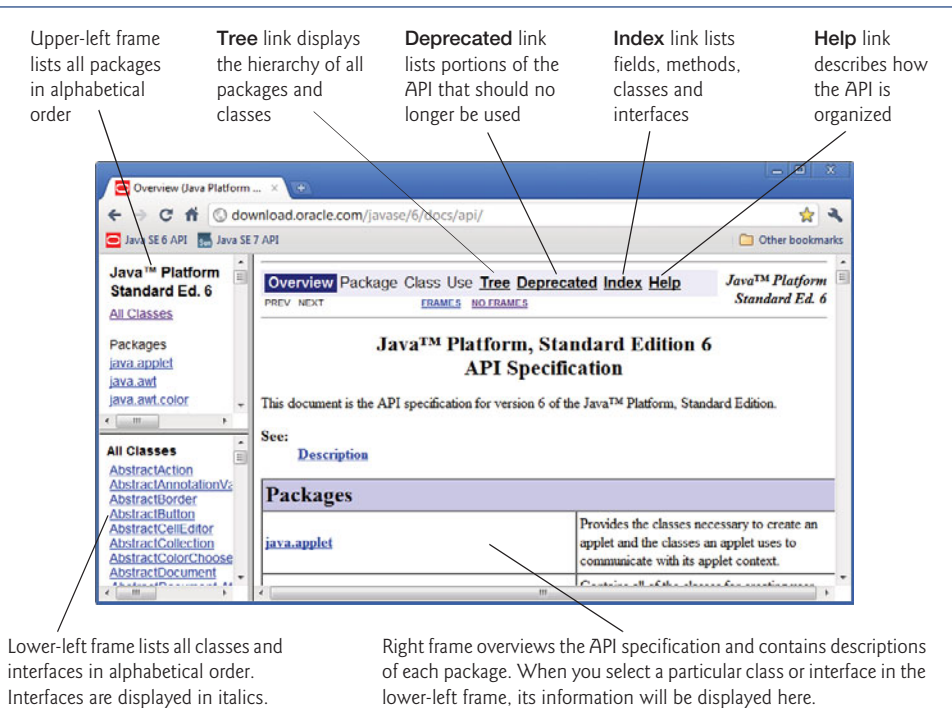 Upper-left frame
lists all packages
in alphabetical
order
Tree link displays
the hierarchy of all
packages and
classes
Deprecated link
lists portions of the
API that should no
longer be used
Index link lists
fields, methods,
classes and
interfaces
Help link
describes how
the API is
organized
Overview (Java Platform ...
download.oracle.com/javase/6/docs/api/
Java SE 6 API Java SE 7 API Other bookmarks
Java™ Platform
Standard Ed. 6
All Classes
Packages
java.applet
java.awt
java.awt.color
All Classes
AbstractAction
AbstractAnnotationVa
AbstractBorder
AbstractButton
AbstractCellEditor
AbstractCollection
AbstractColorChoose
AbstractDocument
Overview Package Class Use Tree Deprecated Index Help
PREV NEXT FRAMES NO FRAMES
Java™ Platform
Standard Ed. 6
Java™ Platform, Standard Edition 6
API Specification
This document is the API specification for version 6 of the Java™ Platform, Standard Edition.
See:
Description
Packages
java.applet
Provides the classes necessary to create an
applet and the classes an applet uses to
communicate with its applet context.
Lower-left frame lists all classes and
interfaces in alphabetical order.
Interfaces are displayed in italics.
Right frame overviews the API specification and contains descriptions
of each package. When you select a particular class or interface in the
lower-left frame, its information will be displayed here.